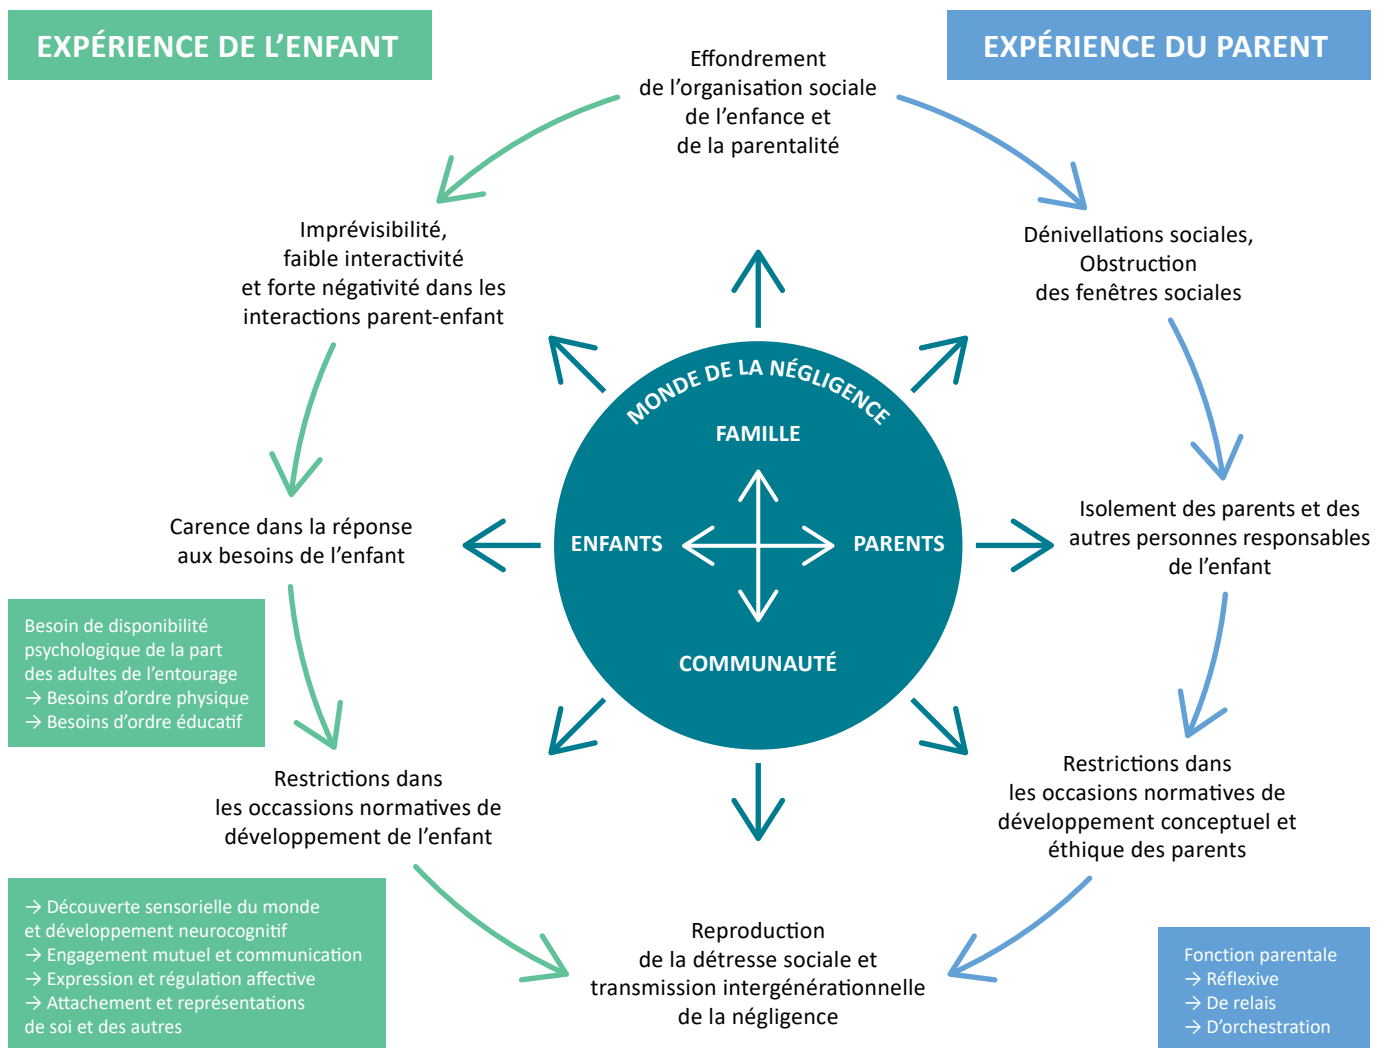 EXPÉRIENCE DE L’ENFANT
EXPÉRIENCE DU PARENT
Effondrement
de l’organisation sociale
de l’enfance et
de la parentalité
Imprévisibilité,
faible interactivité
et forte négativité dans les
interactions parent-enfant
Dénivellations sociales,
Obstruction
des fenêtres sociales
MONDE DE LA NÉGLIGENCE
FAMILLE
ENFANTS
PARENTS
COMMUNAUTÉ
Carence dans la réponse
aux besoins de l’enfant
Isolement des parents et des
autres personnes responsables
de l’enfant
Besoin de disponibilité
psychologique de la part
des adultes de l’entourage
→ Besoins d’ordre physique
→ Besoins d’ordre éducatif
Restrictions dans
les occassions normatives de
développement de l’enfant
Restrictions dans
les occasions normatives de
développement conceptuel et
éthique des parents
→ Découverte sensorielle du monde
et développement neurocognitif
→ Engagement mutuel et communication
→ Expression et régulation affective
→ Attachement et représentations
de soi et des autres
Reproduction
de la détresse sociale et
transmission intergénérationnelle
de la négligence
Fonction parentale
→ Réflexive
→ De relais
→ D’orchestration